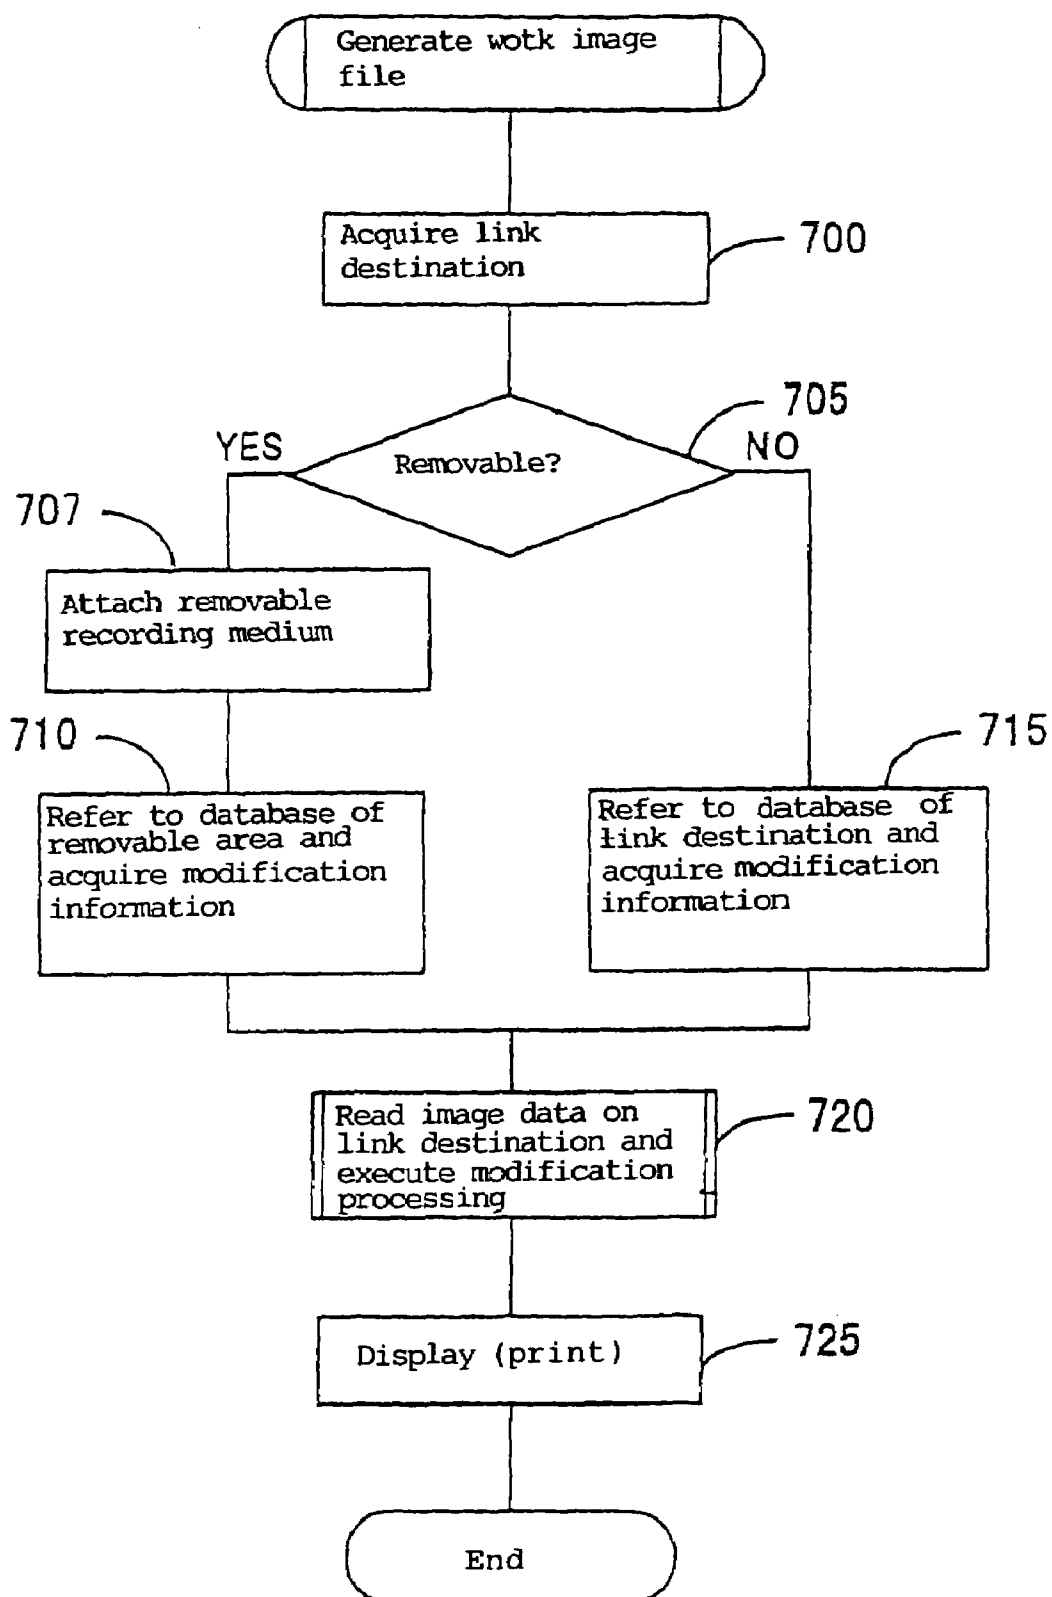 Generate wotk image
file
Acquire link
destination
700
705
YES
Removable?
NO
707
Attach removable
recording medium
710
715
Refer to database of
removable area and
acquire modification
information
Refer to database of
link destination and
acquire modification
information
Read image data on
link destination and
execute modification
processing
720
Display (print)
725
End